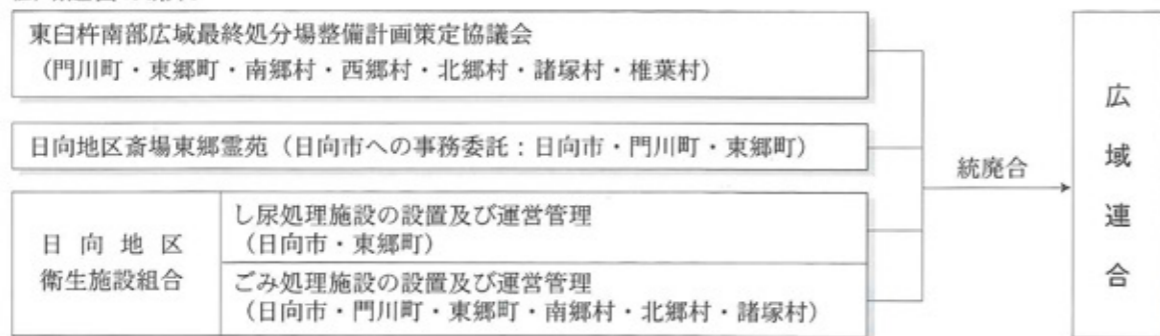 東臼杵南部広域最終処分場整備計画策定協議会
（門川町・東郷町・南郷村・西郷村・北郷村・諸塚村・椎葉村）
日向地区斎場東郷霊苑（日向市への事務委託：日向市・門川町・東郷町）
日向地区
衛生施設組合
し尿処理施設の設置及び運営管理
（日向市・東郷町）
ごみ処理施設の設置及び運営管理
（日向市・門川町・東郷町・南郷村・北郷村・諸塚村）
統廃合
広域連合